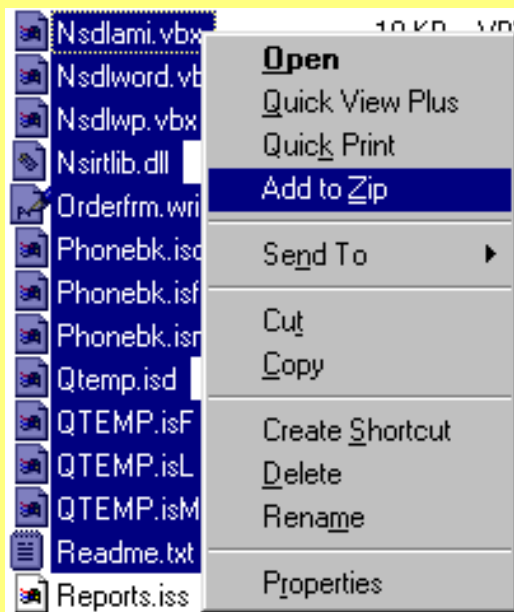 Nsdlami.vbx
Nsdlword.vb
Nsdlwp.vbx
Nsirtlib.dll
Orderfrm.wri
Phonebk.isd
Phonebk.isf
Phonebk.isr
Qtemp.isd
QTEMP.isF
QTEMP.isL
QTEMP.isM
Readme.txt
Reports.iss
Open
Quick View Plus
Quick Print
Add to Zip
Send To
Cut
Copy
Create Shortcut
Delete
Rename
Properties